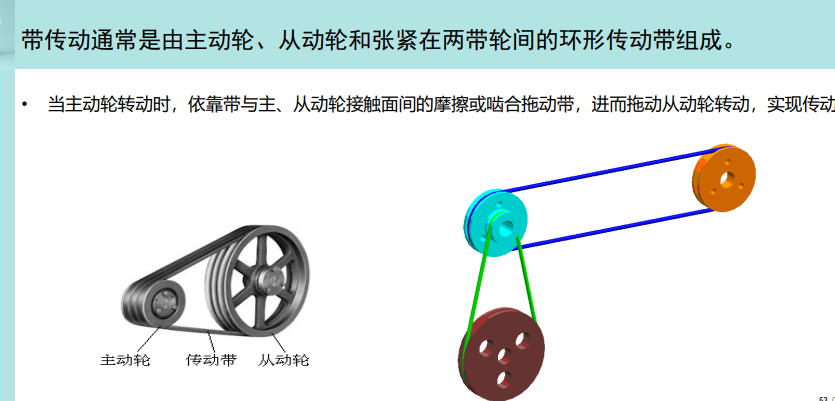 带传动通常是由主动轮、从动轮和张紧在两带轮间的环形传动带组成。
• 当主动轮转动时，依靠带与主、从动轮接触面间的摩擦或啮合拖动带，进而拖动从动轮转动，实现传动
主动轮 传动带 从动轮
53